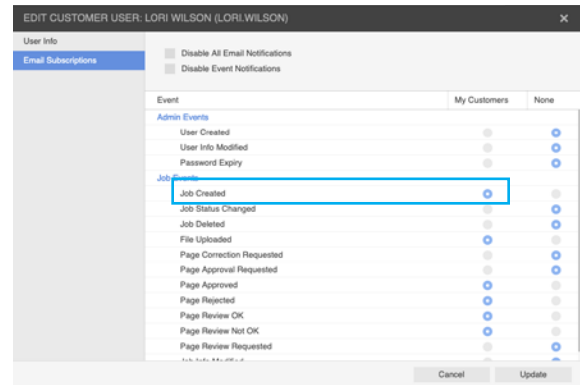 EDIT CUSTOMER USER: LORI WILSON (LORI.WILSON) ×
User Info
Email Subscriptions
Disable All Email Notifications
Disable Event Notifications
Event My Customers None
Admin Events
User Created
User Info Modified
Password Expiry
Job Events
Job Created
Job Status Changed
Job Deleted
File Uploaded
Page Correction Requested
Page Approval Requested
Page Approved
Page Rejected
Page Review OK
Page Review Not OK
Page Review Requested
Job Info Modified
Cancel Update